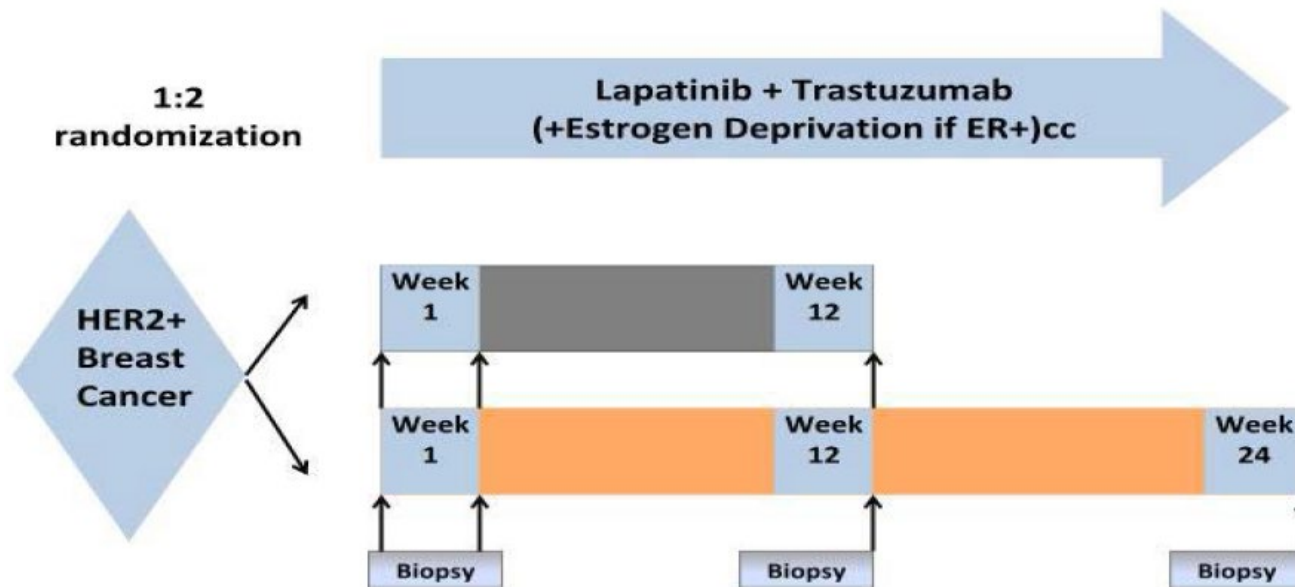 1:2
randomization
Lapatinib + Trastuzumab
(+Estrogen Deprivation if ER+)cc
HER2+
Breast
Cancer
Week
1
Week
12
Week
1
Week
12
Week
24
Biopsy
Biopsy
Biopsy